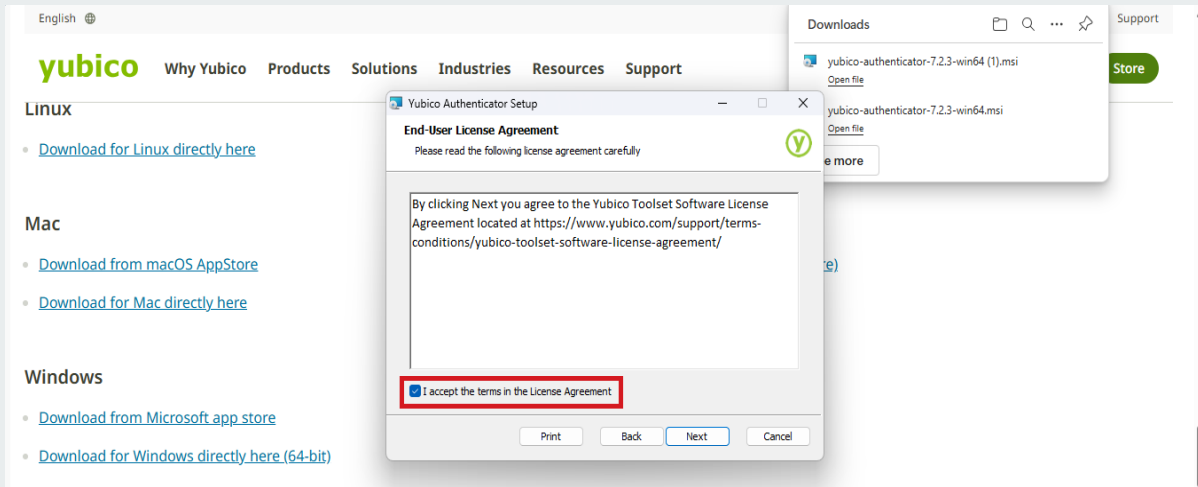 English
Support
yubico
Why Yubico
Products
Solutions
Industries
Resources
Support
Store
Downloads
yubico-authenticator-7.2.3-win64 (1).msi
Open file
yubico-authenticator-7.2.3-win64.msi
Open file
more
Linux
Download for Linux directly here
Mac
Download from macOS AppStore
Download for Mac directly here
Windows
Download from Microsoft app store
Download for Windows directly here (64-bit)
Yubico Authenticator Setup
End-User License Agreement
Please read the following license agreement carefully
y
By clicking Next you agree to the Yubico Toolset Software License
Agreement located at https://www.yubico.com/support/terms-
conditions/yubico-toolset-software-license-agreement/
I accept the terms in the License Agreement
Print
Back
Next
Cancel